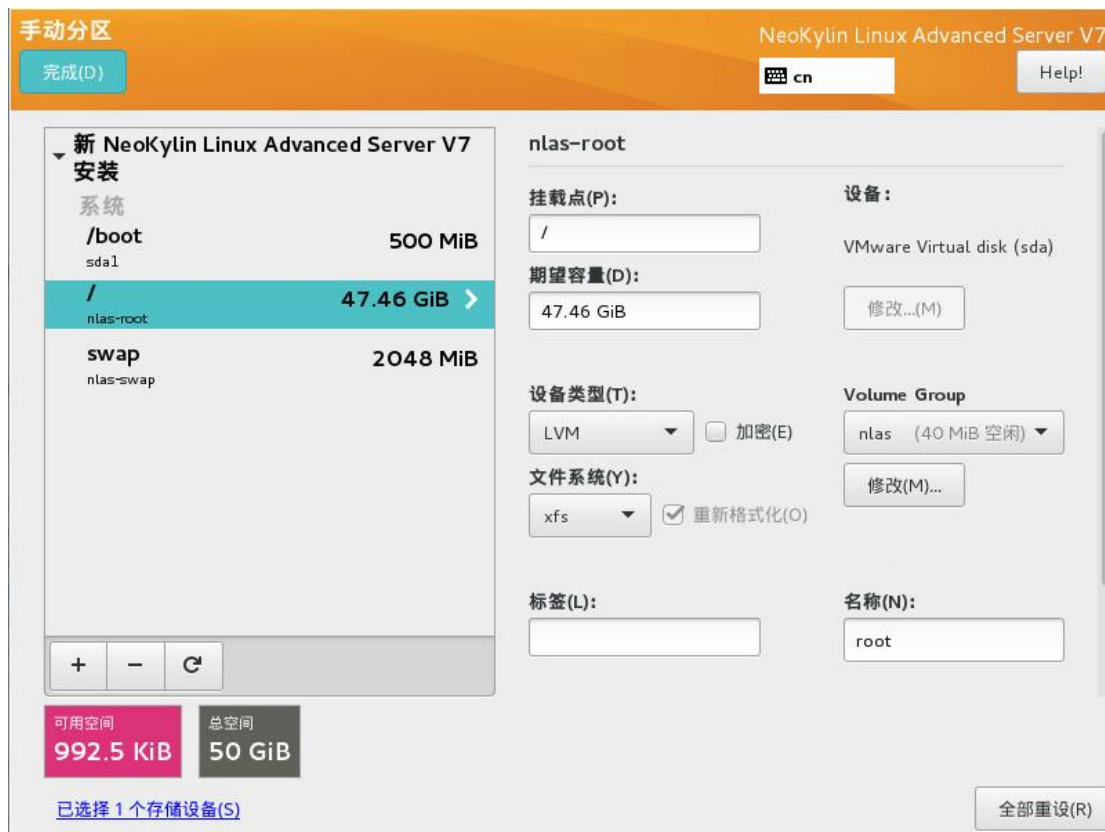 手动分区
NeoKylin Linux Advanced Server V7
完成(D)
cn
Help!
新 NeoKylin Linux Advanced Server V7
安装
系统
/boot
500 MiB
sda1
/
47.46 GiB
nlas-root
swap
2048 MiB
nlas-swap
+ −
可用空间
992.5 KiB
总空间
50 GiB
已选择 1 个存储设备(S)
nlas-root
挂载点(P):
/
设备：
VMware Virtual disk (sda)
期望容量(D):
47.46 GiB
修改...(M)
设备类型(T):
LVM
加密(E)
Volume Group
nlas (40 MiB 空闲)
文件系统(Y):
xfs
重新格式化(O)
修改(M)...
标签(L):
名称(N):
root
全部重设(R)